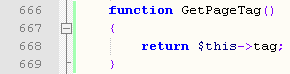 666 function GetPageTag()
667 {
668 return $this->tag;
669 }